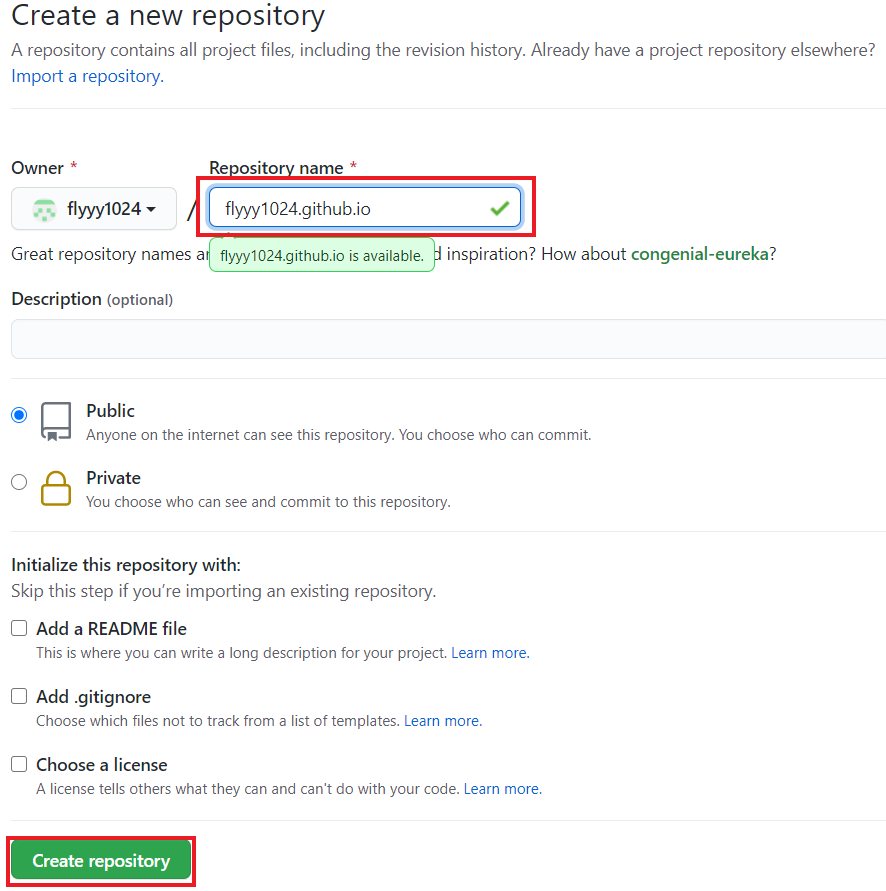 Create a new repository
A repository contains all project files, including the revision history. Already have a project repository elsewhere?
Import a repository.
Owner * Repository name *
flyyy1024 / flyyy1024.github.io
Great repository names a flyyy1024.github.io is available. d inspiration? How about congenial-eureka?
Description (optional)
Public
Anyone on the internet can see this repository. You choose who can commit.
Private
You choose who can see and commit to this repository.
Initialize this repository with:
Skip this step if you’re importing an existing repository.
Add a README file
This is where you can write a long description for your project. Learn more.
Add .gitignore
Choose which files not to track from a list of templates. Learn more.
Choose a license
A license tells others what they can and can't do with your code. Learn more.
Create repository